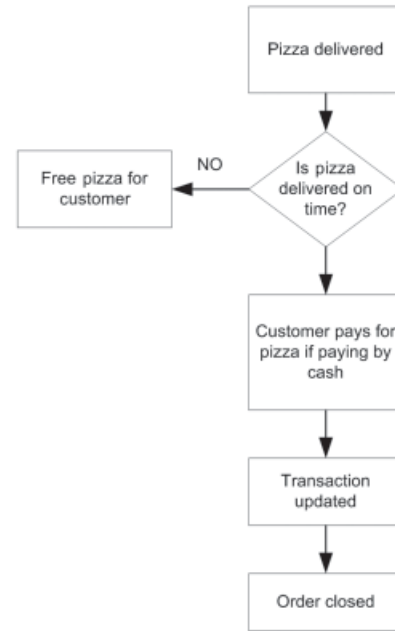 Pizza delivered
Is pizza
delivered on
time?
NO
Free pizza for
customer
Customer pays for
pizza if paying by
cash
Transaction
updated
Order closed